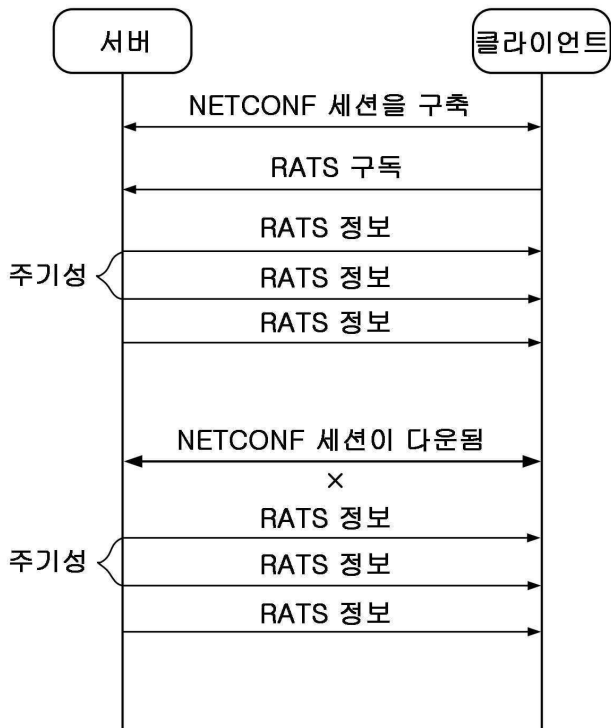 서버
클라이언트
NETCONF 세션을 구축
RATS 구독
RATS 정보
주기성
RATS 정보
RATS 정보
NETCONF 세션이 다운됨
×
RATS 정보
주기성
RATS 정보
RATS 정보